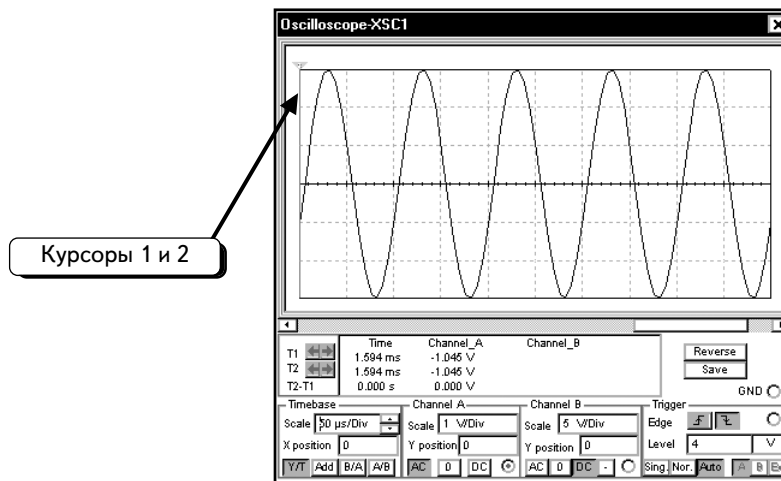 Oscilloscope-XSC1
Курсоры 1 и 2
Time Channel_A Channel_B
T1 1.594 ms -1.045 V
T2 1.594 ms -1.045 V
T2-T1 0.000 s 0.000 V
Reverse
Save
GND
Timebase Channel A Channel B Trigger
Scale 50 µs/Div Scale 1 V/Div Scale 5 V/Div Edge
X position 0 Y position 0 Y position 0 Level 4 V
Y/T Add B/A A/B AC 0 DC AC 0 DC - Sing. Nor. Auto A B